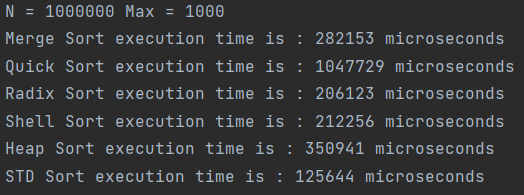 N = 1000000 Max = 1000
Merge Sort execution time is : 282153 microseconds
Quick Sort execution time is : 1047729 microseconds
Radix Sort execution time is : 206123 microseconds
Shell Sort execution time is : 212256 microseconds
Heap Sort execution time is : 350941 microseconds
STD Sort execution time is : 125644 microseconds